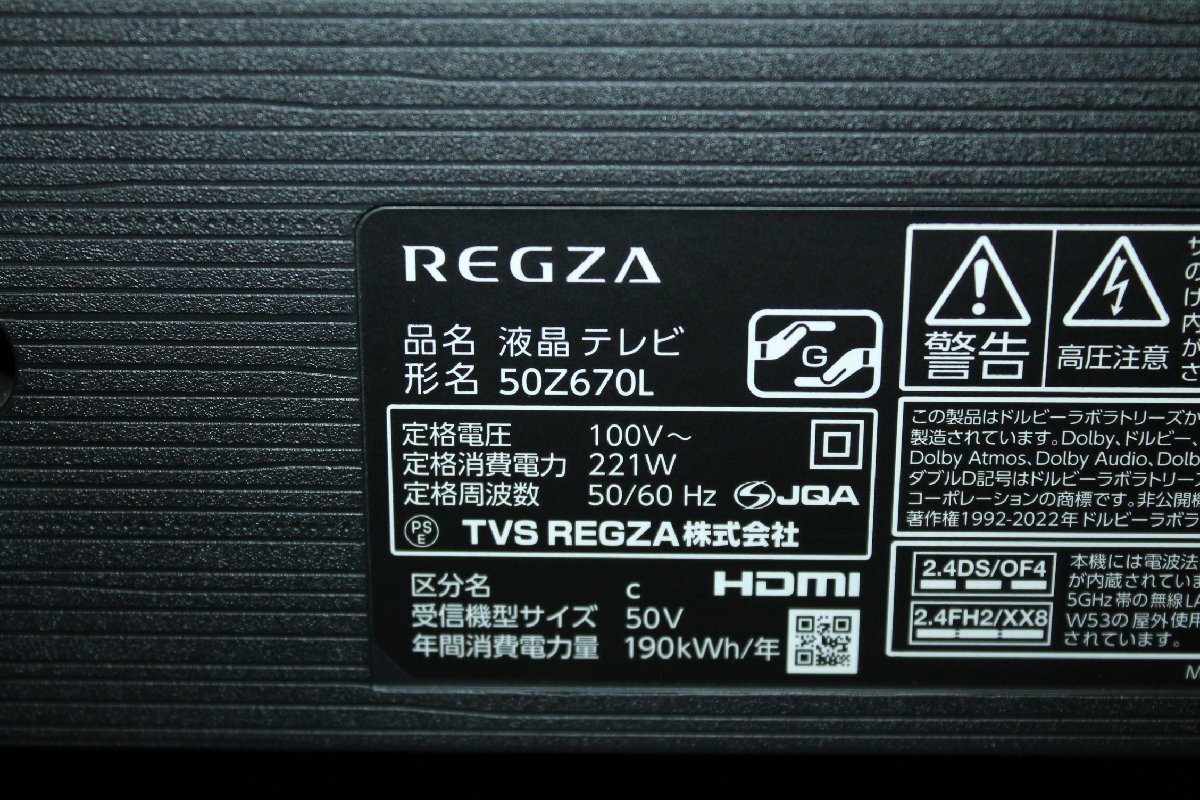 REGZA
品名 液晶テレビ
形名 50Z670L
G
定格電圧 100V～
定格消費電力 221W
定格周波数 50/60 Hz JQA
PS E TVS REGZA株式会社
区分名 c HDMI
受信機型サイズ 50V
年間消費電力量 190kWh/年
警告
高圧注意
サ
の
け
内
が
さ
この製品はドルビーラボラトリーズか
製造されています。Dolby、ドルビー、
Dolby Atmos、Dolby Audio、Dolb
ダブルD記号はドルビーラボラトリー
コーポレーションの商標です。非公開機
著作権1992-2022年ドルビーラボラ
2.4DS/OF4
2.4FH2/XX8
本機には電波法
が内蔵されていま
5GHz帯の無線LA
W53の屋外使用
されています。
M